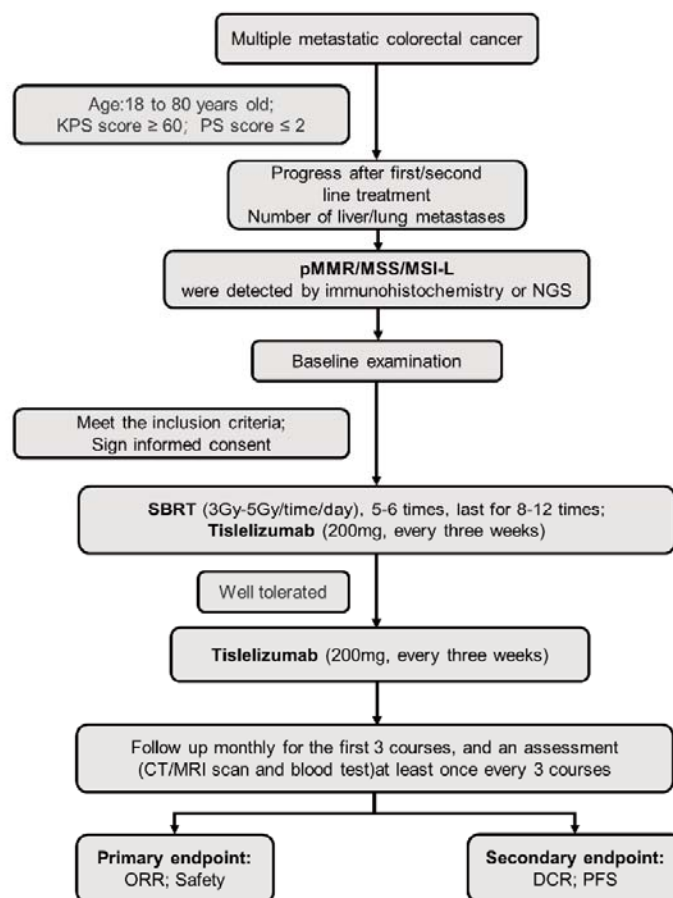 Multiple metastatic colorectal cancer
Age:18 to 80 years old;
KPS score ≥ 60; PS score ≤ 2
Progress after first/second
line treatment
Number of liver/lung metastases
pMMR/MSS/MSI-L
were detected by immunohistochemistry or NGS
Baseline examination
Meet the inclusion criteria;
Sign informed consent
SBRT (3Gy-5Gy/time/day), 5-6 times, last for 8-12 times;
Tislelizumab (200mg, every three weeks)
Well tolerated
Tislelizumab (200mg, every three weeks)
Follow up monthly for the first 3 courses, and an assessment
(CT/MRI scan and blood test)at least once every 3 courses
Primary endpoint:
ORR; Safety
Secondary endpoint:
DCR; PFS